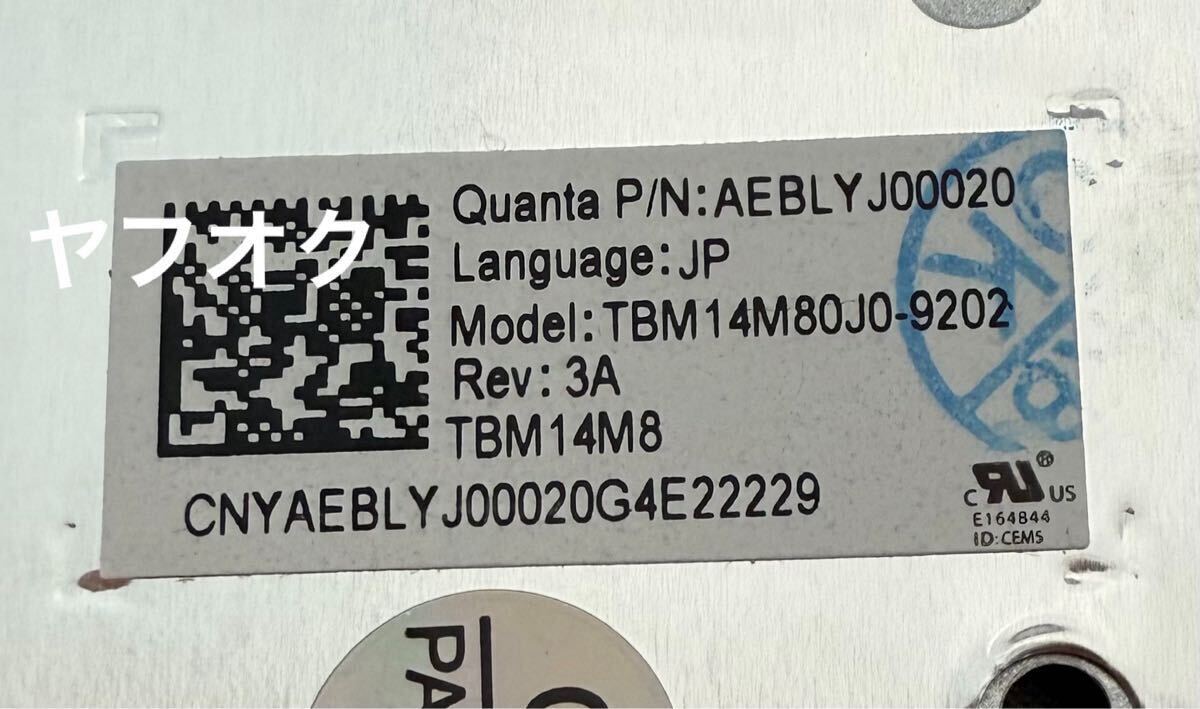 ヤフオク
Quanta P/N:AEBLYJ00020
Language:JP
Model:TBM14M80J0-9202
Rev: 3A
TBM14M8
CNYAEBLYJ00020G4E22229
C US
E164844
ID:CEMS
PA